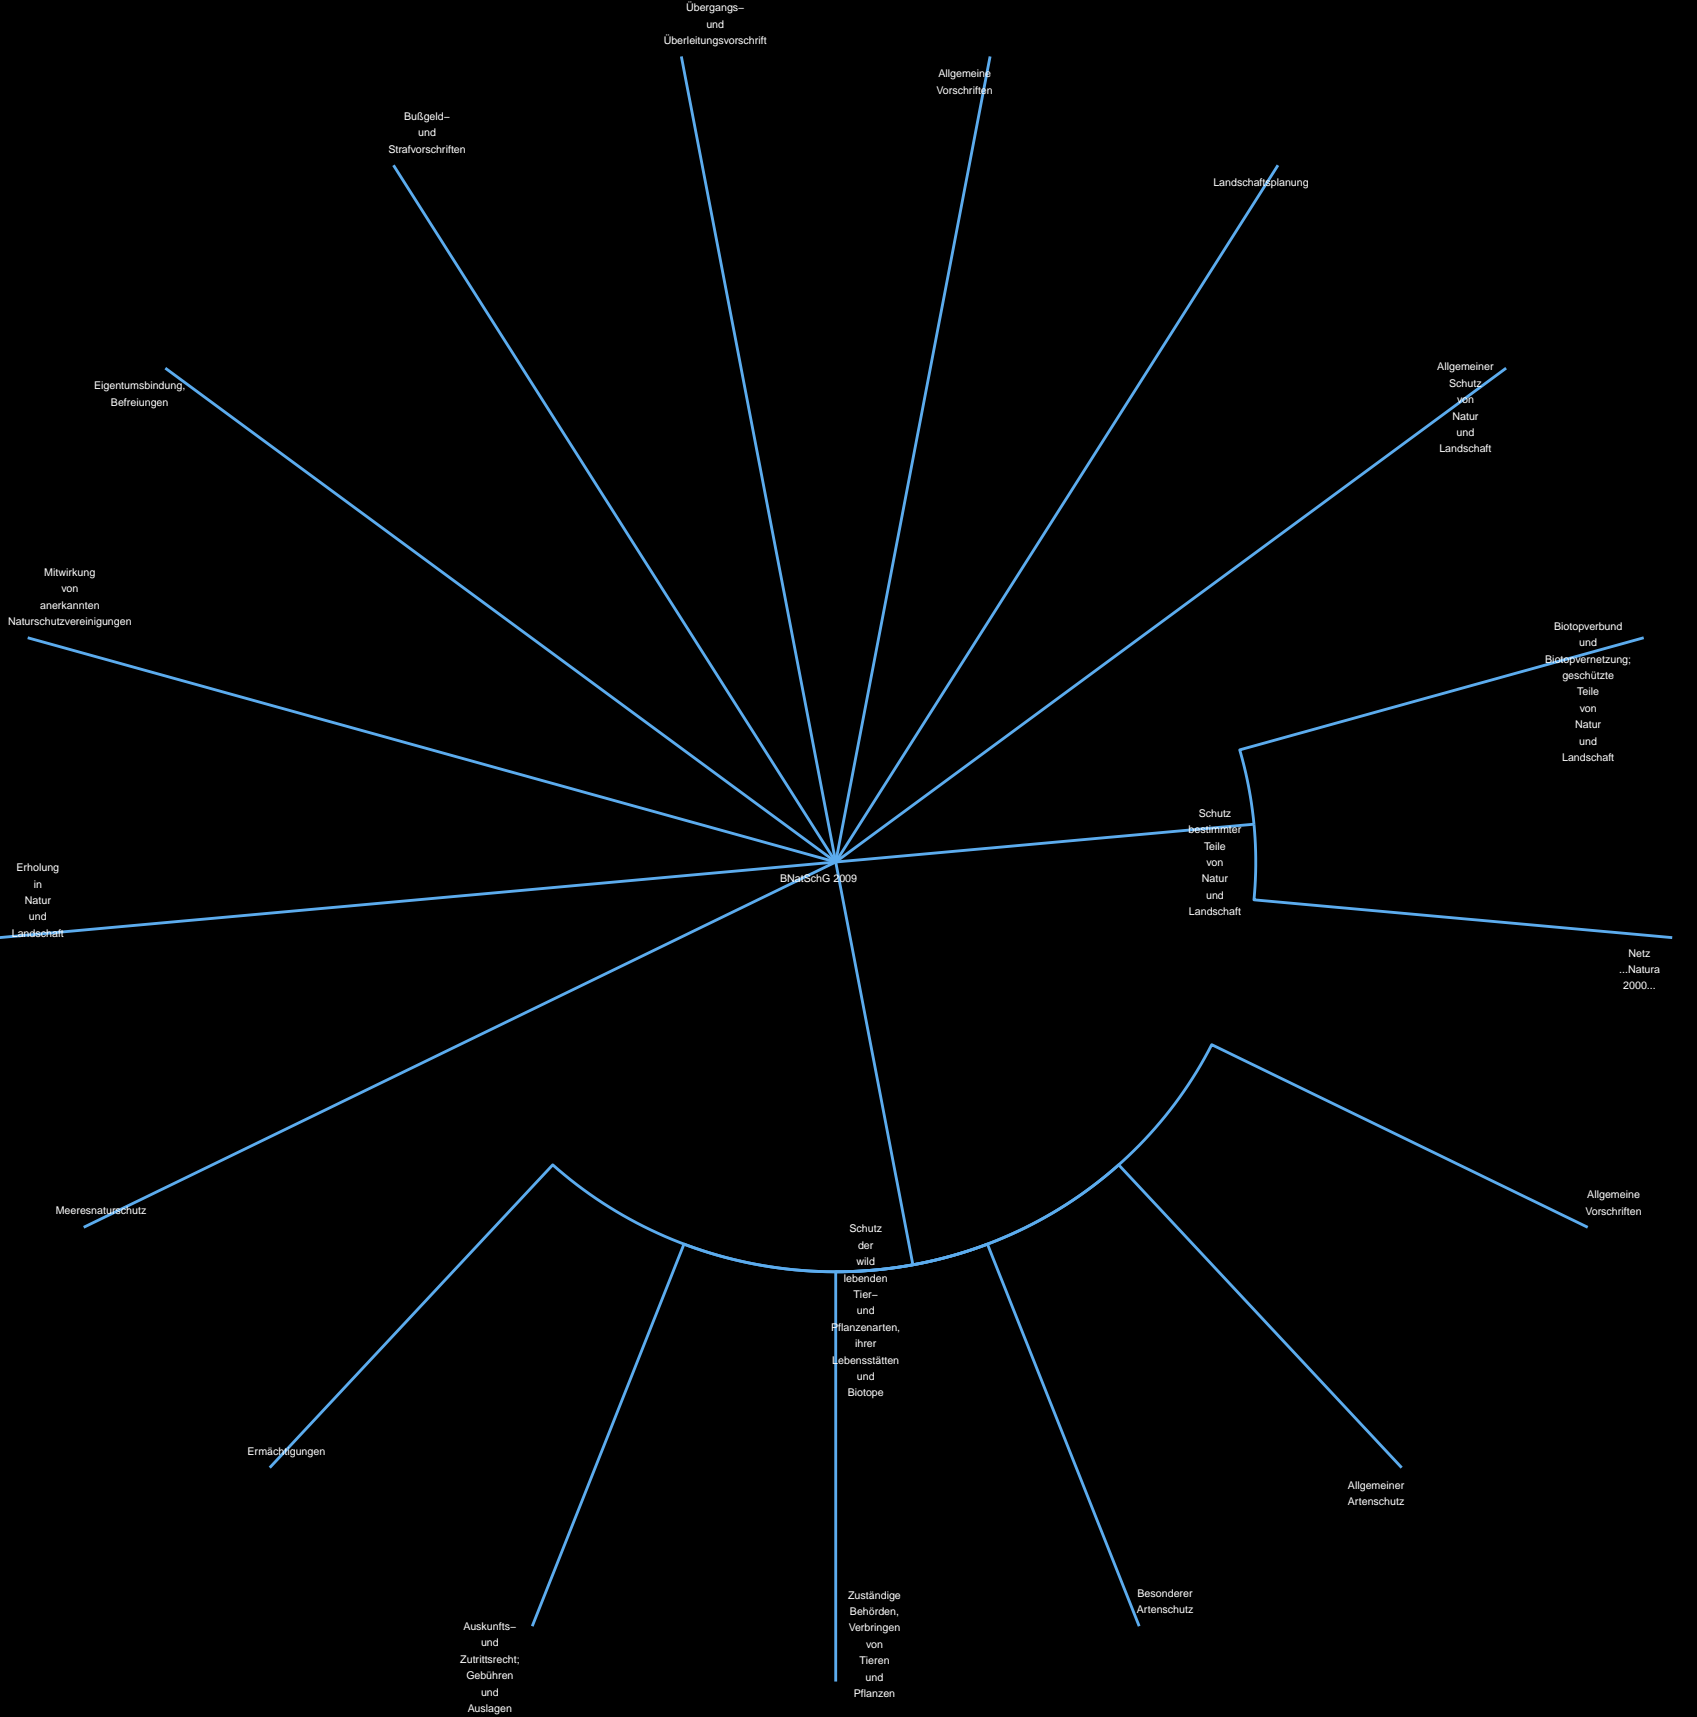 Übergangs–
und
Überleitungsvorschrift
Allgemeine
Vorschriften
Bußgeld–
und
Strafvorschriften
Landschaftsplanung
Eigentumsbindung,
Befreiungen
Allgemeiner
Schutz
von
Natur
und
Landschaft
Mitwirkung
von
anerkannten
Naturschutzvereinigungen
Biotopverbund
und
Biotopvernetzung;
geschützte
Teile
von
Natur
und
Landschaft
Schutz
bestimmter
Teile
von
Natur
und
Landschaft
Erholung
in
Natur
und
Landschaft
BNatSchG 2009
Netz
...Natura
2000...
Meeresnaturschutz
Allgemeine
Vorschriften
Schutz
der
wild
lebenden
Tier–
und
Pflanzenarten,
ihrer
Lebensstätten
und
Biotope
Ermächtigungen
Allgemeiner
Artenschutz
Besonderer
Artenschutz
Zuständige
Behörden,
Verbringen
von
Tieren
und
Pflanzen
Auskunfts–
und
Zutrittsrecht;
Gebühren
und
Auslagen